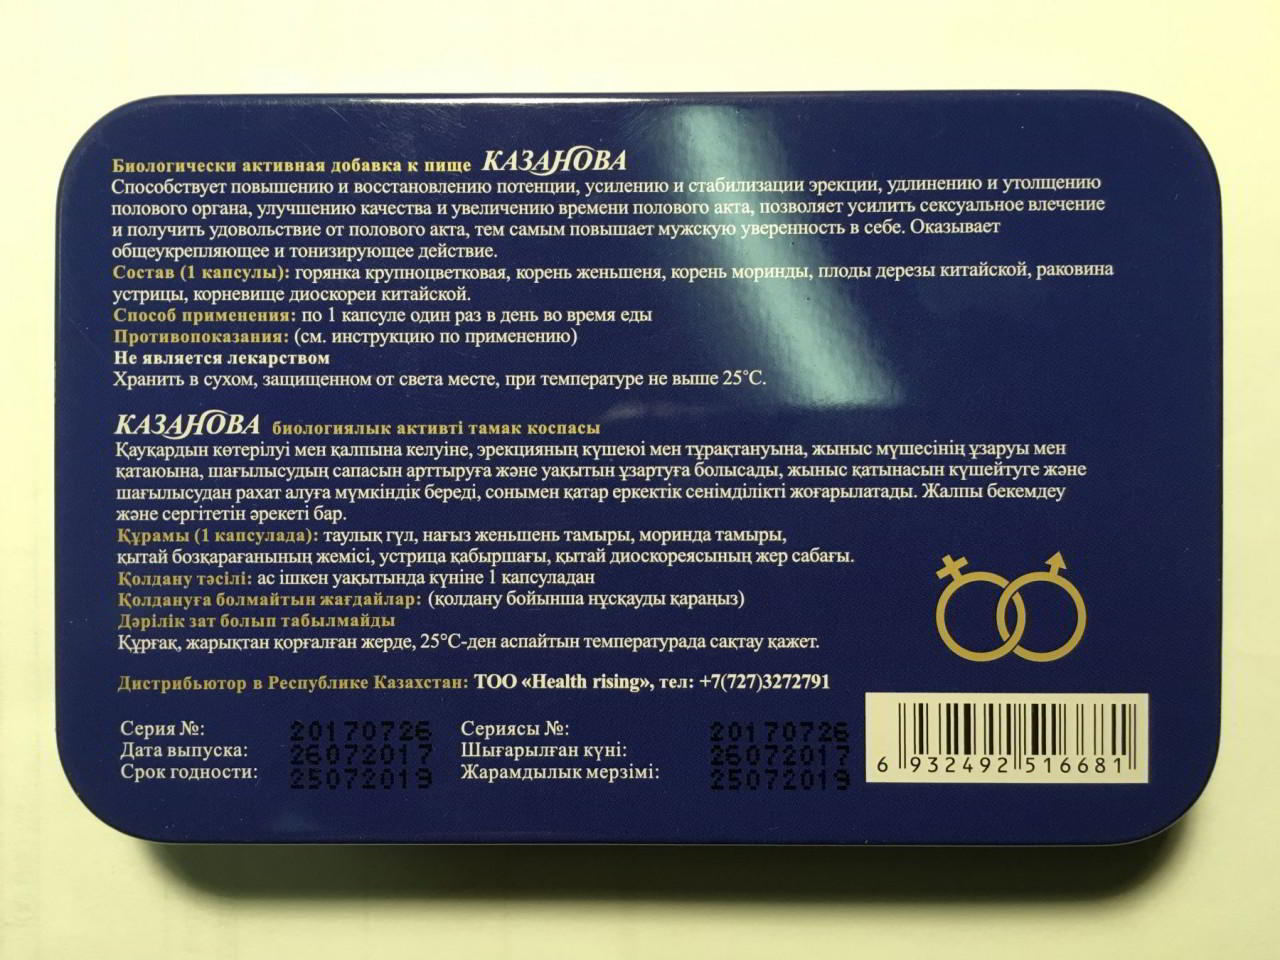 Биологически активная добавка к пище КАЗАНОВА
Способствует повышению и восстановлению потенции, усилению и стабилизации эрекции, удлинению и утолщению
полового органа, улучшению качества и увеличению времени полового акта, позволяет усилить сексуальное влечение
и получить удовольствие от полового акта, тем самым повышает мужскую уверенность в себе. Оказывает
общеукрепляющее и тонизирующее действие.
Состав (1 капсулы): горянка крупноцветковая, корень женьшеня, корень моринды, плоды дерезы китайской, раковина
устрицы, корневище диоскореи китайской.
Способ применения: по 1 капсуле один раз в день во время еды
Противопоказания: (см. инструкцию по применению)
Не является лекарством
Хранить в сухом, защищенном от света месте, при температуре не выше 25˚С.
КАЗАНОВА биологиялык активті тамак коспасы
Қауқардын көтерілуі мен қалпына келуіне, эрекцияның күшеюі мен тұрақтануына, жыныс мүшесінің ұзаруы мен
қатаюына, шағылысудың сапасын арттыруға және уақытын ұзартуға болысады, жыныс қатынасын күшейтуге және
шағылысудан рахат алуға мүмкіндік береді, сонымен қатар еркектік сенімділікті жоғарылатады. Жалпы бекемдеу
және сергітетін әрекеті бар.
Құрамы (1 капсулада): таулық гүл, нағыз женьшень тамыры, моринда тамыры,
қытай бозқарағанының жемісі, устрица қабыршағы, қытай диоскореясының жер сабағы.
Қолдану тәсілі: ас ішкен уақытында күніне 1 капсуладан
Қолдануға болмайтын жағдайлар: (қолдану бойынша нұсқауды қараңыз)
Дәрілік зат болып табылмайды
Құрғақ, жарықтан қорғалған жерде, 25°С-ден аспайтын температурада сақтау қажет.
Дистрибьютор в Республике Казахстан: ТОО «Health rising», тел: +7(727)3272791
Серия №: 20170726 Сериясы №: 20170726
Дата выпуска: 26072017 Шығарылған күні: 26072017
Срок годности: 25072019 Жарамдылык мерзімі: 25072019
6 932492 516681